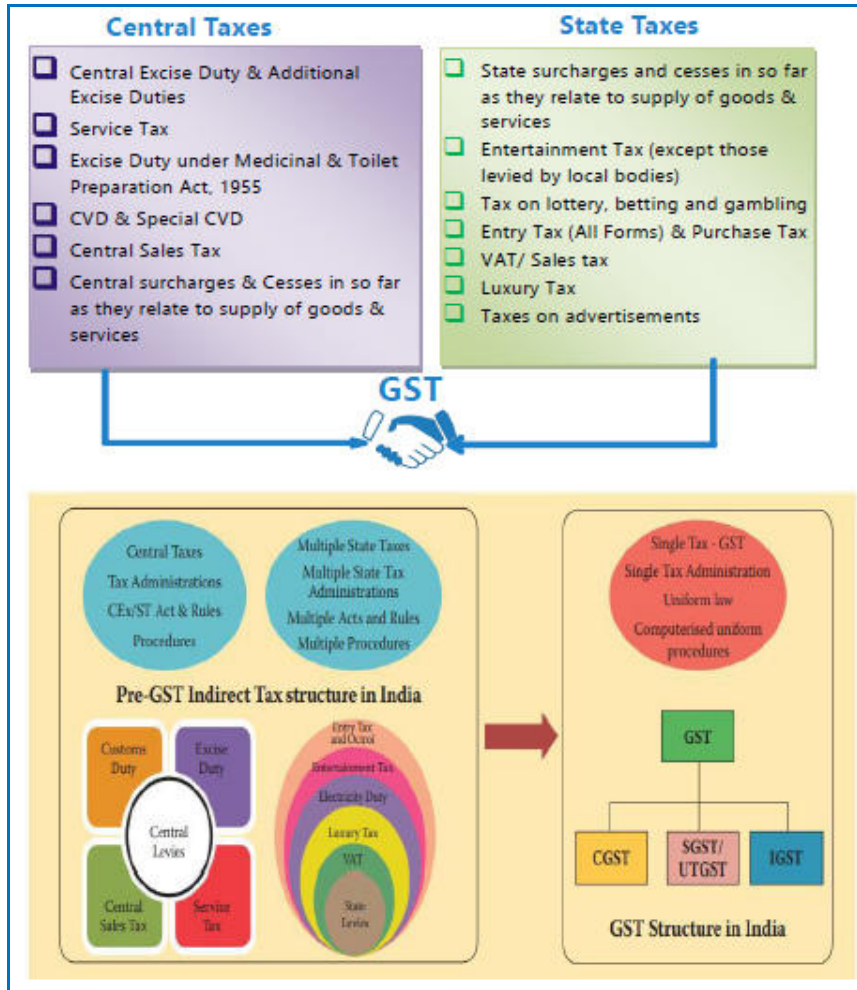 Central Taxes
Central Excise Duty & Additional
Excise Duties
Service Tax
Excise Duty under Medicinal & Toilet
Preparation Act, 1955
CVD & Special CVD
Central Sales Tax
Central surcharges & Cesses in so far
as they relate to supply of goods &
services
State Taxes
State surcharges and cesses in so far
as they relate to supply of goods &
services
Entertainment Tax (except those
levied by local bodies)
Tax on lottery, betting and gambling
Entry Tax (All Forms) & Purchase Tax
VAT/ Sales tax
Luxury Tax
Taxes on advertisements
GST
Central Taxes
Tax Administrations
CEx/ST Act & Rules
Procedures
Multiple State Taxes
Multiple State Tax
Administrations
Multiple Acts and Rules
Multiple Procedures
Pre-GST Indirect Tax structure in India
Customs
Duty
Excise
Duty
Central
Levies
Central
Sales Tax
Service
Tax
Entry Tax
and Octroi
Entertainment Tax
Electricity Duty
Luxury Tax
VAT
State
Levies
Single Tax - GST
Single Tax Administration
Uniform law
Computerised uniform
procedures
GST
CGST
SGST/
UTGST
IGST
GST Structure in India